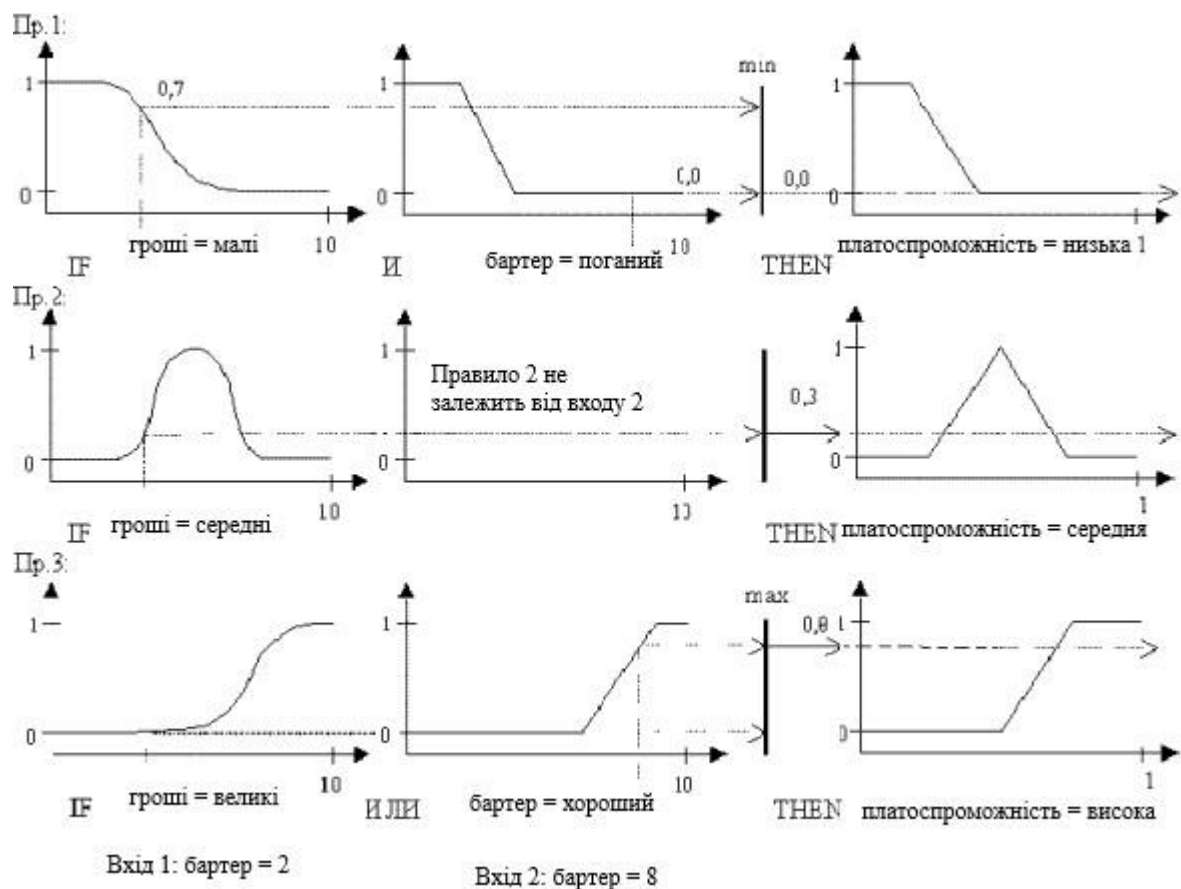 Пр.1:
1
0,7
0
10
гроші = малі
IF
1
0,0
0
10
бартер = поганий
И
min
0,0
1
0
платоспроможність = низька 1
THEN
Пр.2:
1
0
10
гроші = середні
IF
1
Правило 2 не
залежить від входу 2
0
10
0,3
1
0
1
THEN платоспроможність = середня
Пр.3:
1
0
10
гроші = великі
IF
1
0
10
бартер = хороший
ИЛИ
max
0,8 1
0
1
THEN платоспроможність = висока
Вхід 1: бартер = 2
Вхід 2: бартер = 8